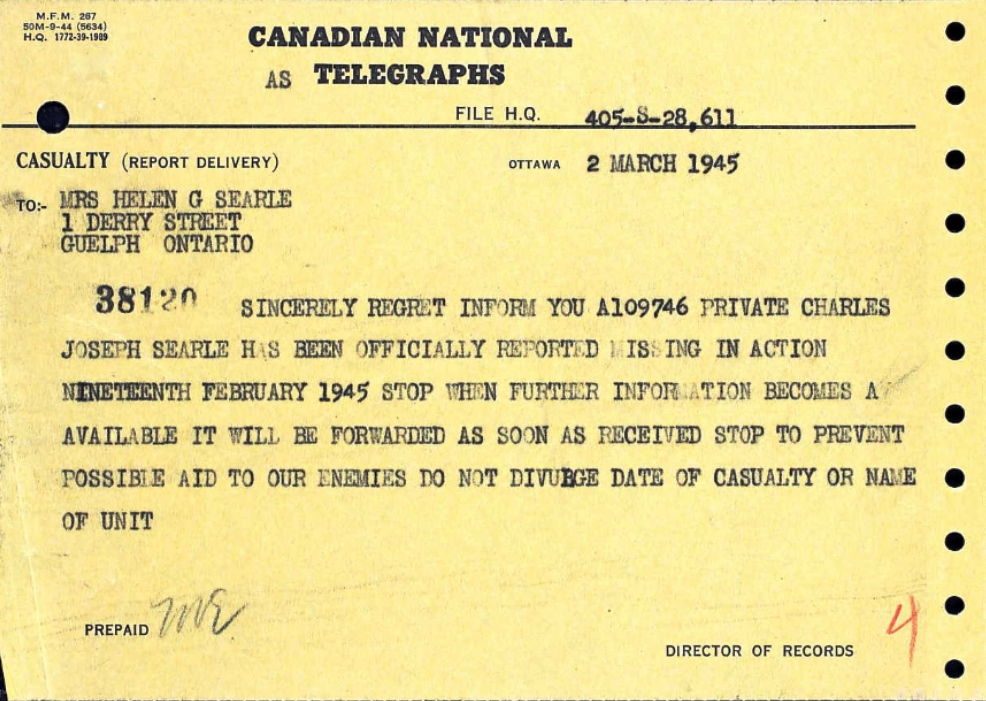 M.F.M. 267
50M-9-44 (5634)
H.Q. 1772-39-1989
CANADIAN NATIONAL
AS TELEGRAPHS
FILE H.Q. 405-S-28,611
CASUALTY (REPORT DELIVERY) OTTAWA 2 MARCH 1945
TO:- MRS HELEN G SEARLE
1 DERRY STREET
GUELPH ONTARIO
38120 SINCERELY REGRET INFORM YOU A109746 PRIVATE CHARLES
JOSEPH SEARLE HAS BEEN OFFICIALLY REPORTED MISSING IN ACTION
NINETEENTH FEBRUARY 1945 STOP WHEN FURTHER INFORMATION BECOMES A
AVAILABLE IT WILL BE FORWARDED AS SOON AS RECEIVED STOP TO PREVENT
POSSIBLE AID TO OUR ENEMIES DO NOT DIVULGE DATE OF CASUALTY OR NAME
OF UNIT
PREPAID
DIRECTOR OF RECORDS
4